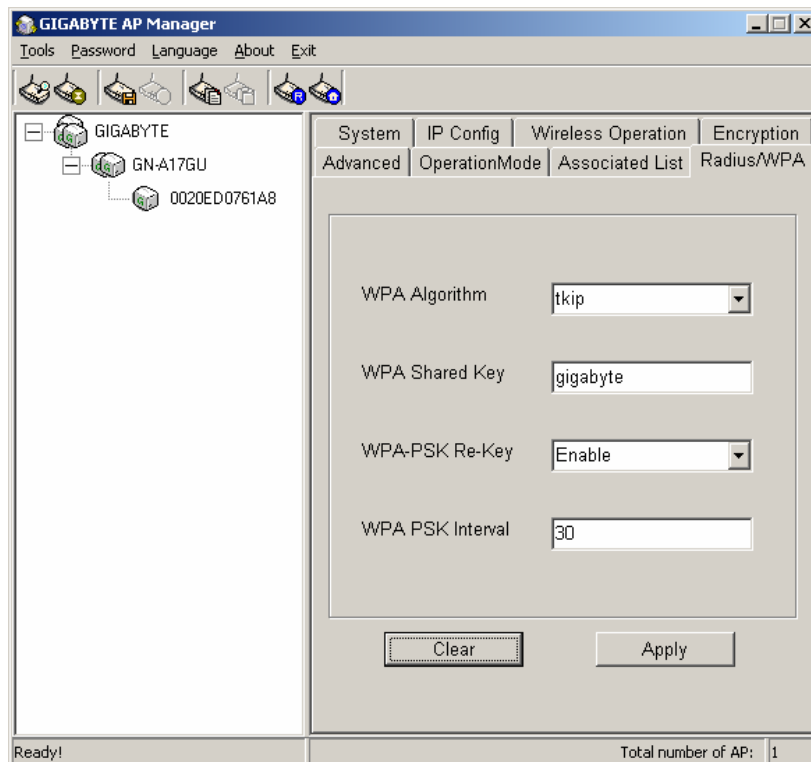 GIGABYTE AP Manager
Tools Password Language About Exit
GIGABYTE
GN-A17GU
0020ED0761A8
System IP Config Wireless Operation Encryption
Advanced OperationMode Associated List Radius/WPA
WPA Algorithm tkip
WPA Shared Key gigabyte
WPA-PSK Re-Key Enable
WPA PSK Interval 30
Clear Apply
Ready! Total number of AP: 1